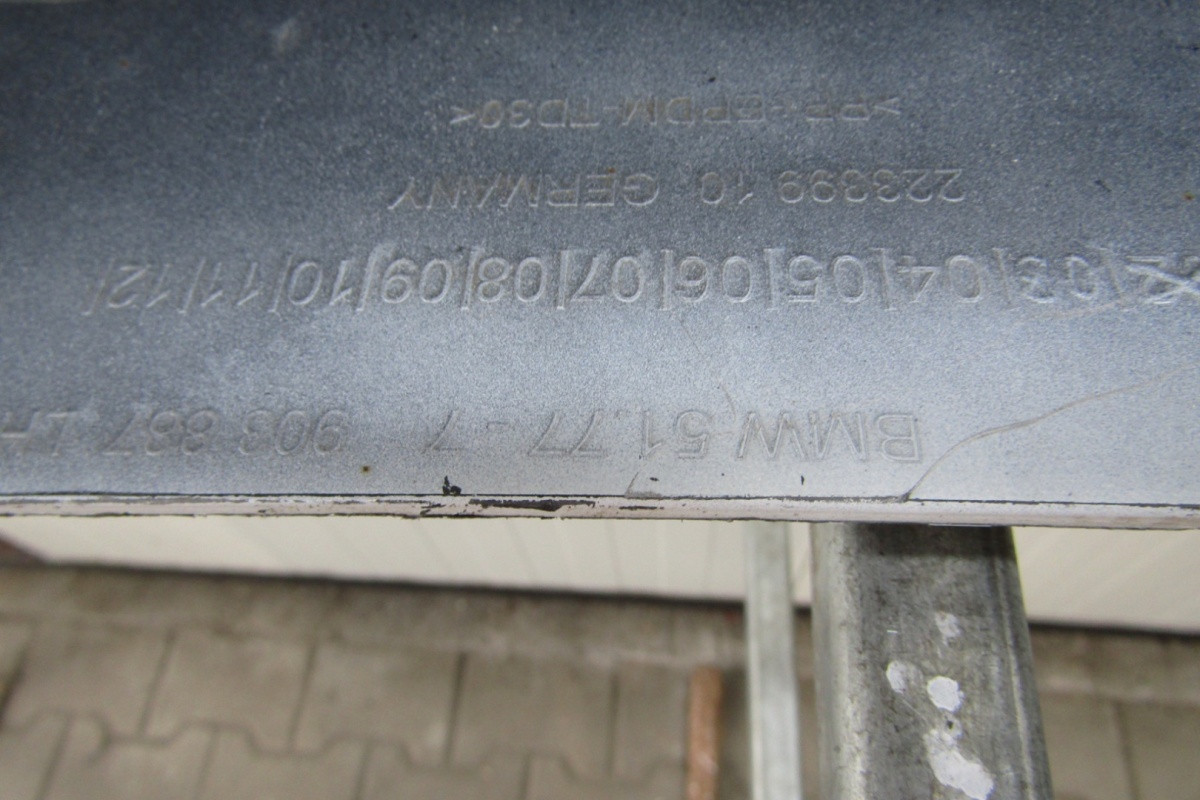 BMW 51.77 - 7 903 887 LH
03|04|05|06|07|08|09|10|11|12|
223399 10 GERMANY
>PP-EPDM-TD30<